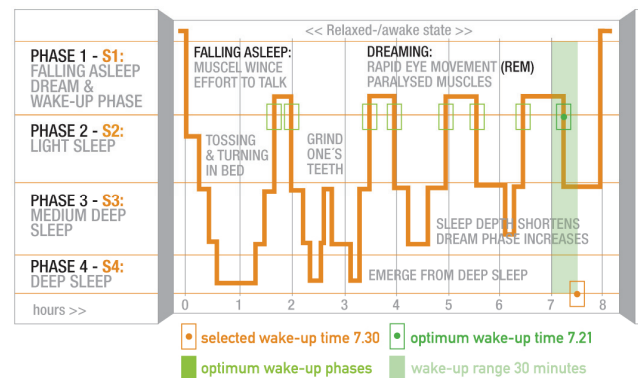 << Relaxed-/awake state >>
PHASE 1 - S1:
FALLING ASLEEP
DREAM &
WAKE-UP PHASE
FALLING ASLEEP:
MUSCEL WINCE
EFFORT TO TALK
DREAMING:
RAPID EYE MOVEMENT (REM)
PARALYSED MUSCLES
PHASE 2 - S2:
LIGHT SLEEP
TOSSING
& TURNING
IN BED
GRIND
ONE´S
TEETH
PHASE 3 - S3:
MEDIUM DEEP
SLEEP
SLEEP DEPTH SHORTENS
DREAM PHASE INCREASES
PHASE 4 - S4:
DEEP SLEEP
EMERGE FROM DEEP SLEEP
hours >>
0 1 2 3 4 5 6 7 8
selected wake-up time 7.30
optimum wake-up time 7.21
optimum wake-up phases
wake-up range 30 minutes